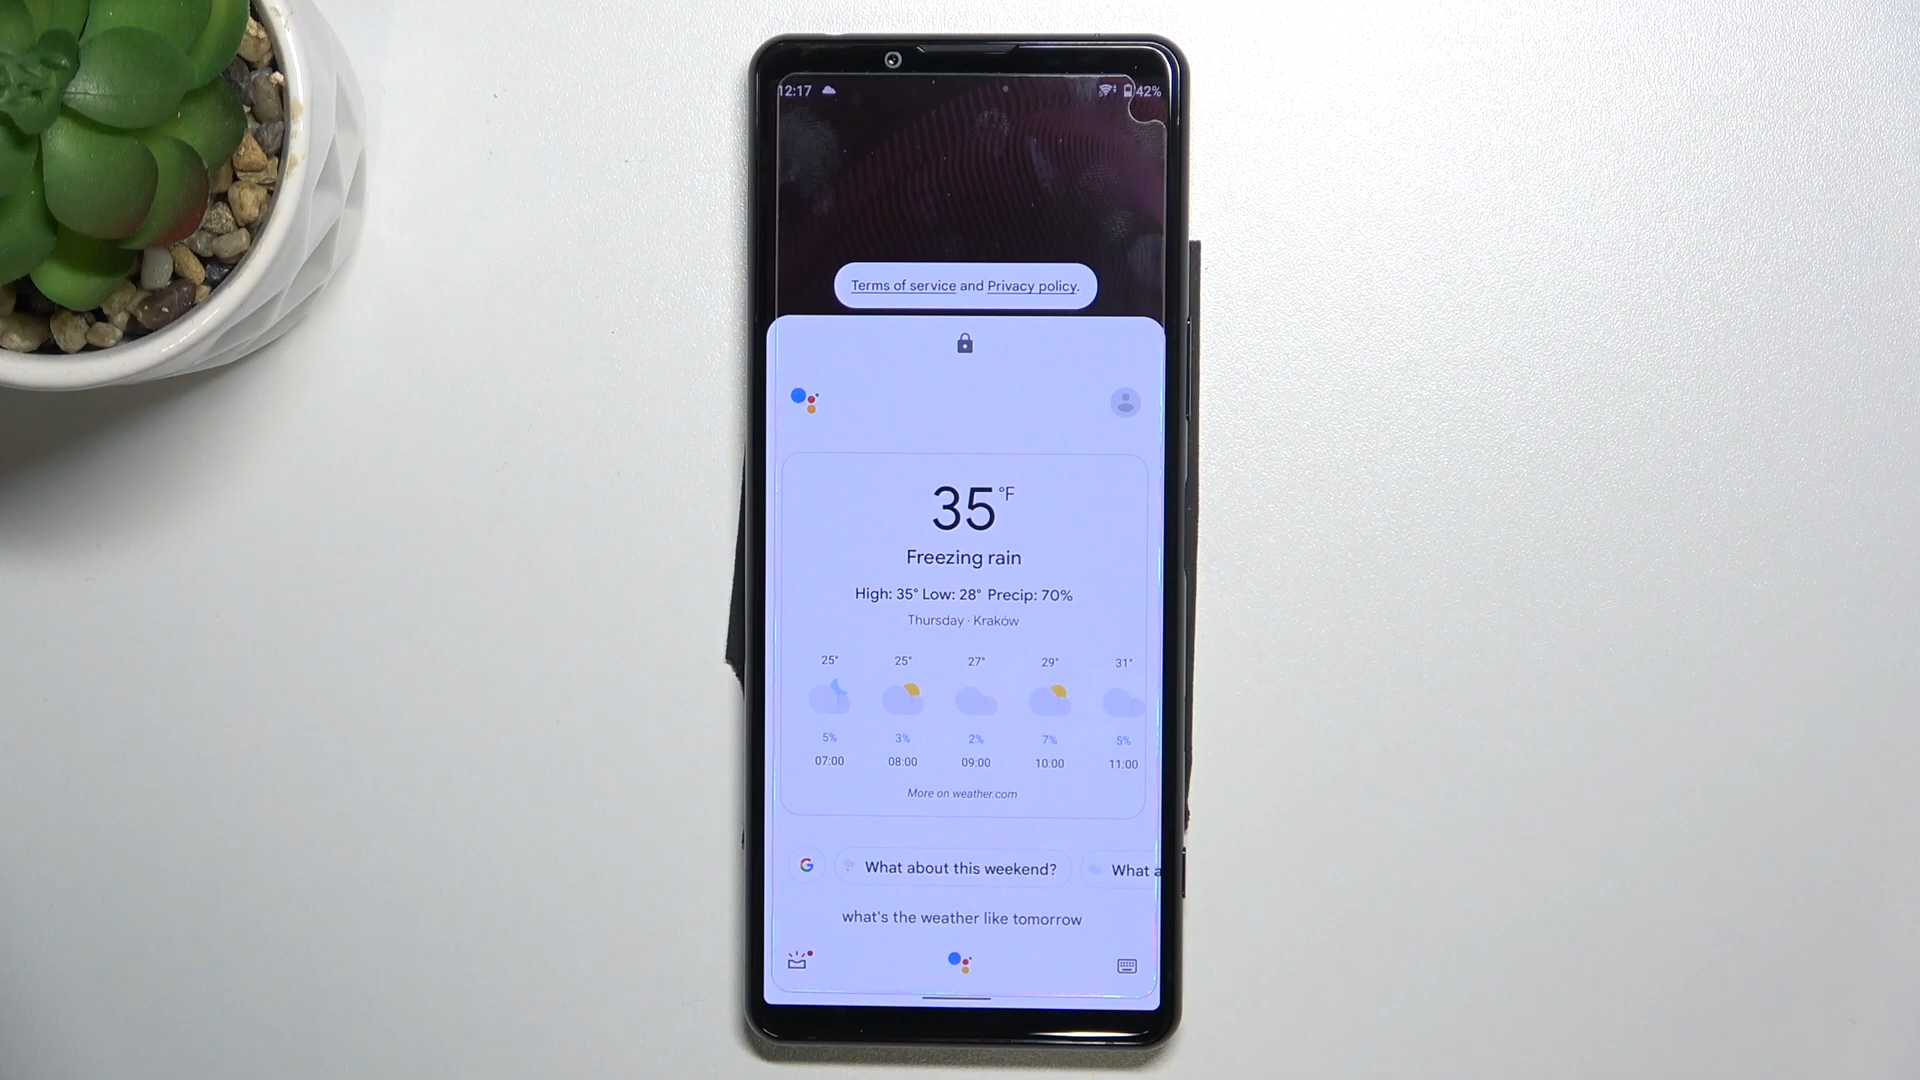 12:17 42%
Terms of service and Privacy policy.
35°F
Freezing rain
High: 35° Low: 28° Precip: 70%
Thursday · Kraków
25° 25° 27° 29° 31°
5% 3% 2% 7% 5%
07:00 08:00 09:00 10:00 11:00
More on weather.com
G What about this weekend? What a
what's the weather like tomorrow